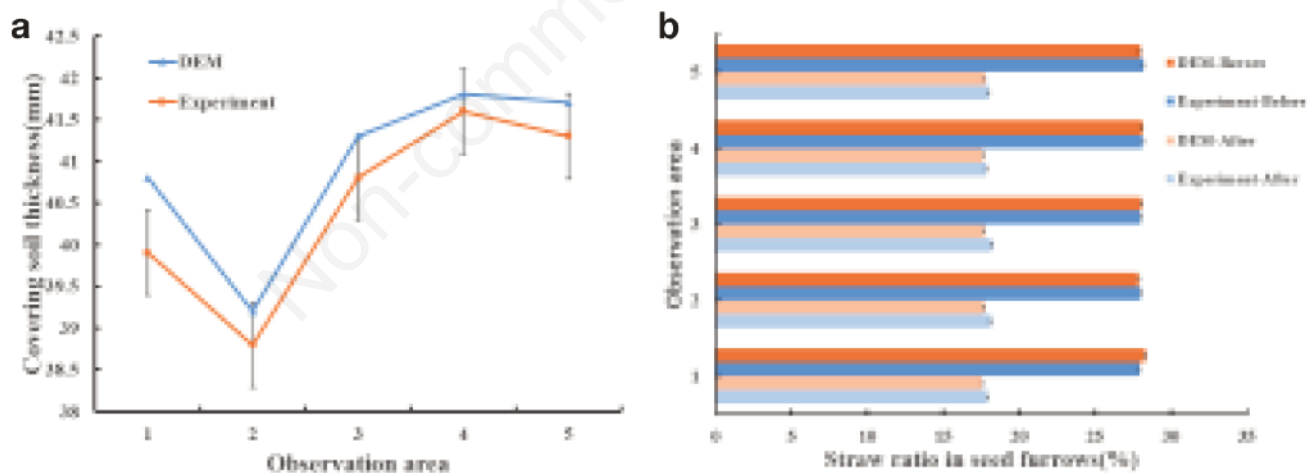 a
42.5
42
41.5
41
40.5
40
39.5
39
38.5
38
Covering soil thickness(mm)
DEM
Experiment
1 2 3 4 5
Observation area
Non-comme
b
5
4
3
2
1
Observation area
DEM-Before
Experiment-Before
DEM-After
Experiment-After
0 5 10 15 20 25 30 35
Straw ratio in seed furrows(%)